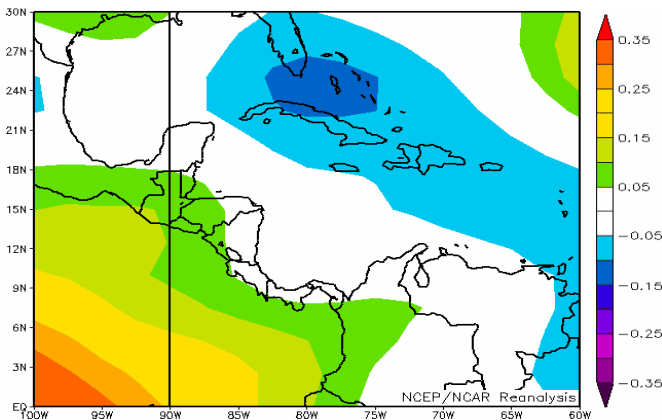 30N
27N
24N
21N
18N
15N
12N
9N
6N
3N
EQ
100W 95W 90W 85W 80W 75W 70W 65W 60W
NCEP/NCAR Reanalysis
0.35
0.25
0.15
0.05
-0.05
-0.15
-0.25
-0.35